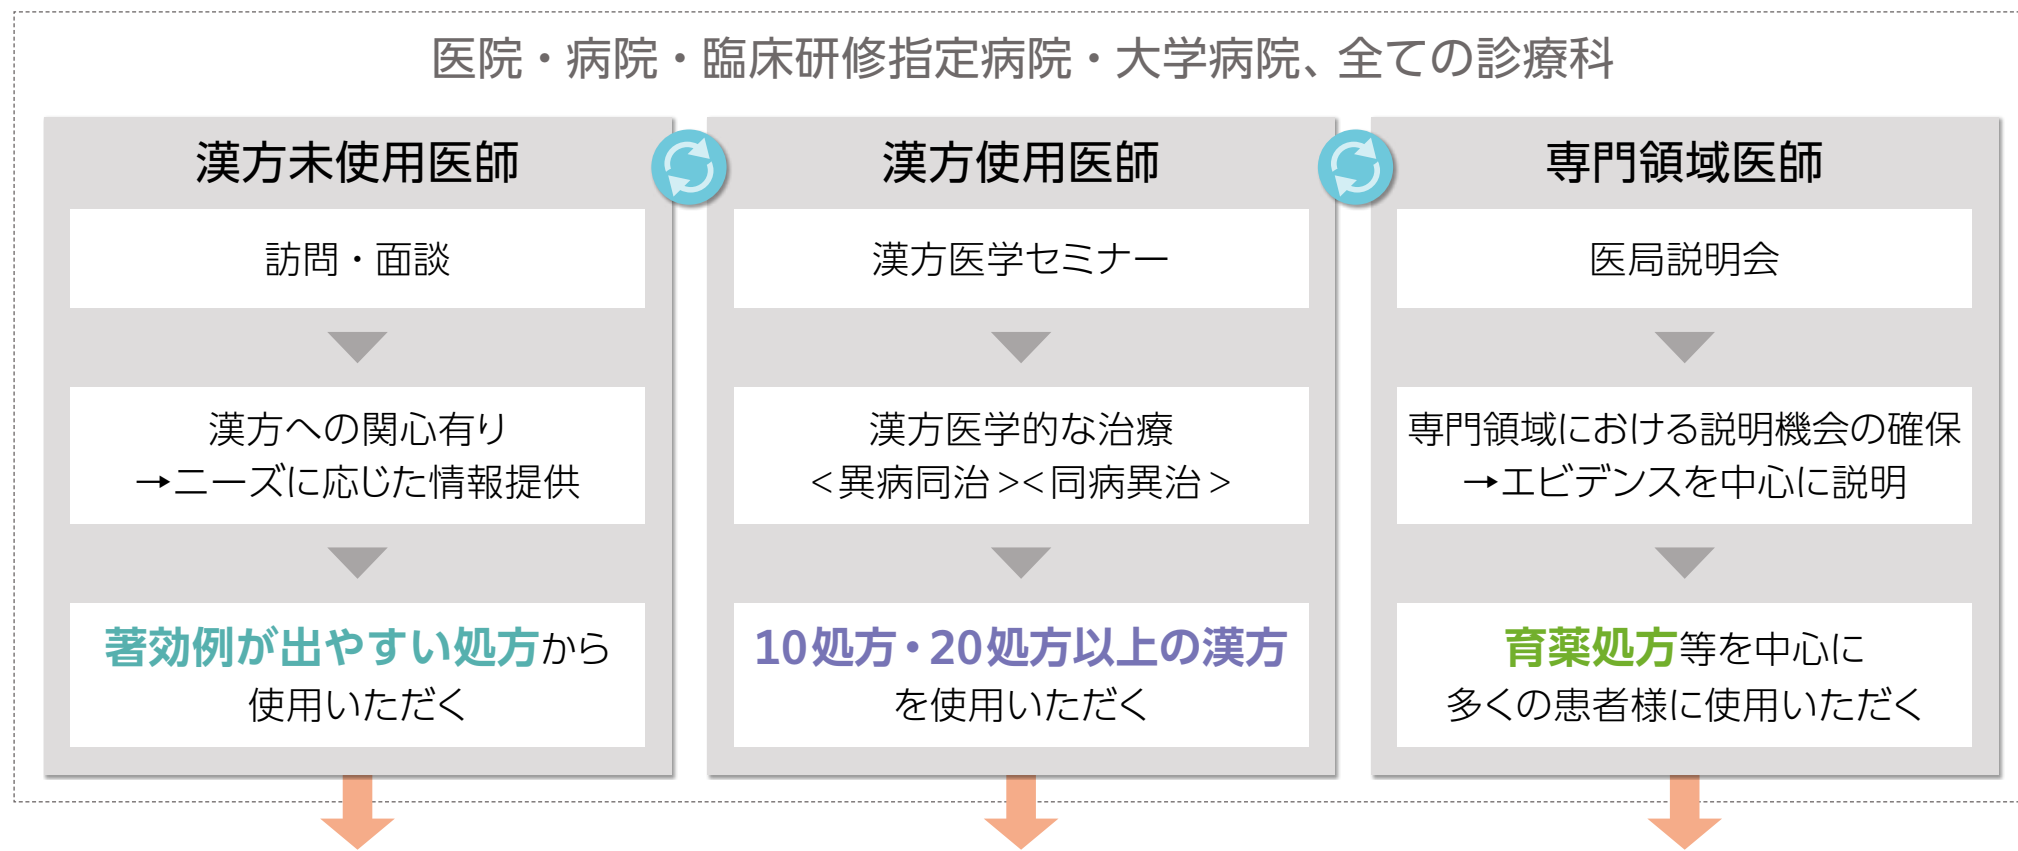 医院・病院・臨床研修指定病院・大学病院、全ての診療科
漢方未使用医師
訪問・面談
漢方への関心有り
→ニーズに応じた情報提供
著効例が出やすい処方から
使用いただく
漢方使用医師
漢方医学セミナー
漢方医学的な治療
<異病同治><同病異治>
10処方・20処方以上の漢方
を使用いただく
専門領域医師
医局説明会
専門領域における説明機会の確保
→エビデンスを中心に説明
育薬処方等を中心に
多くの患者様に使用いただく